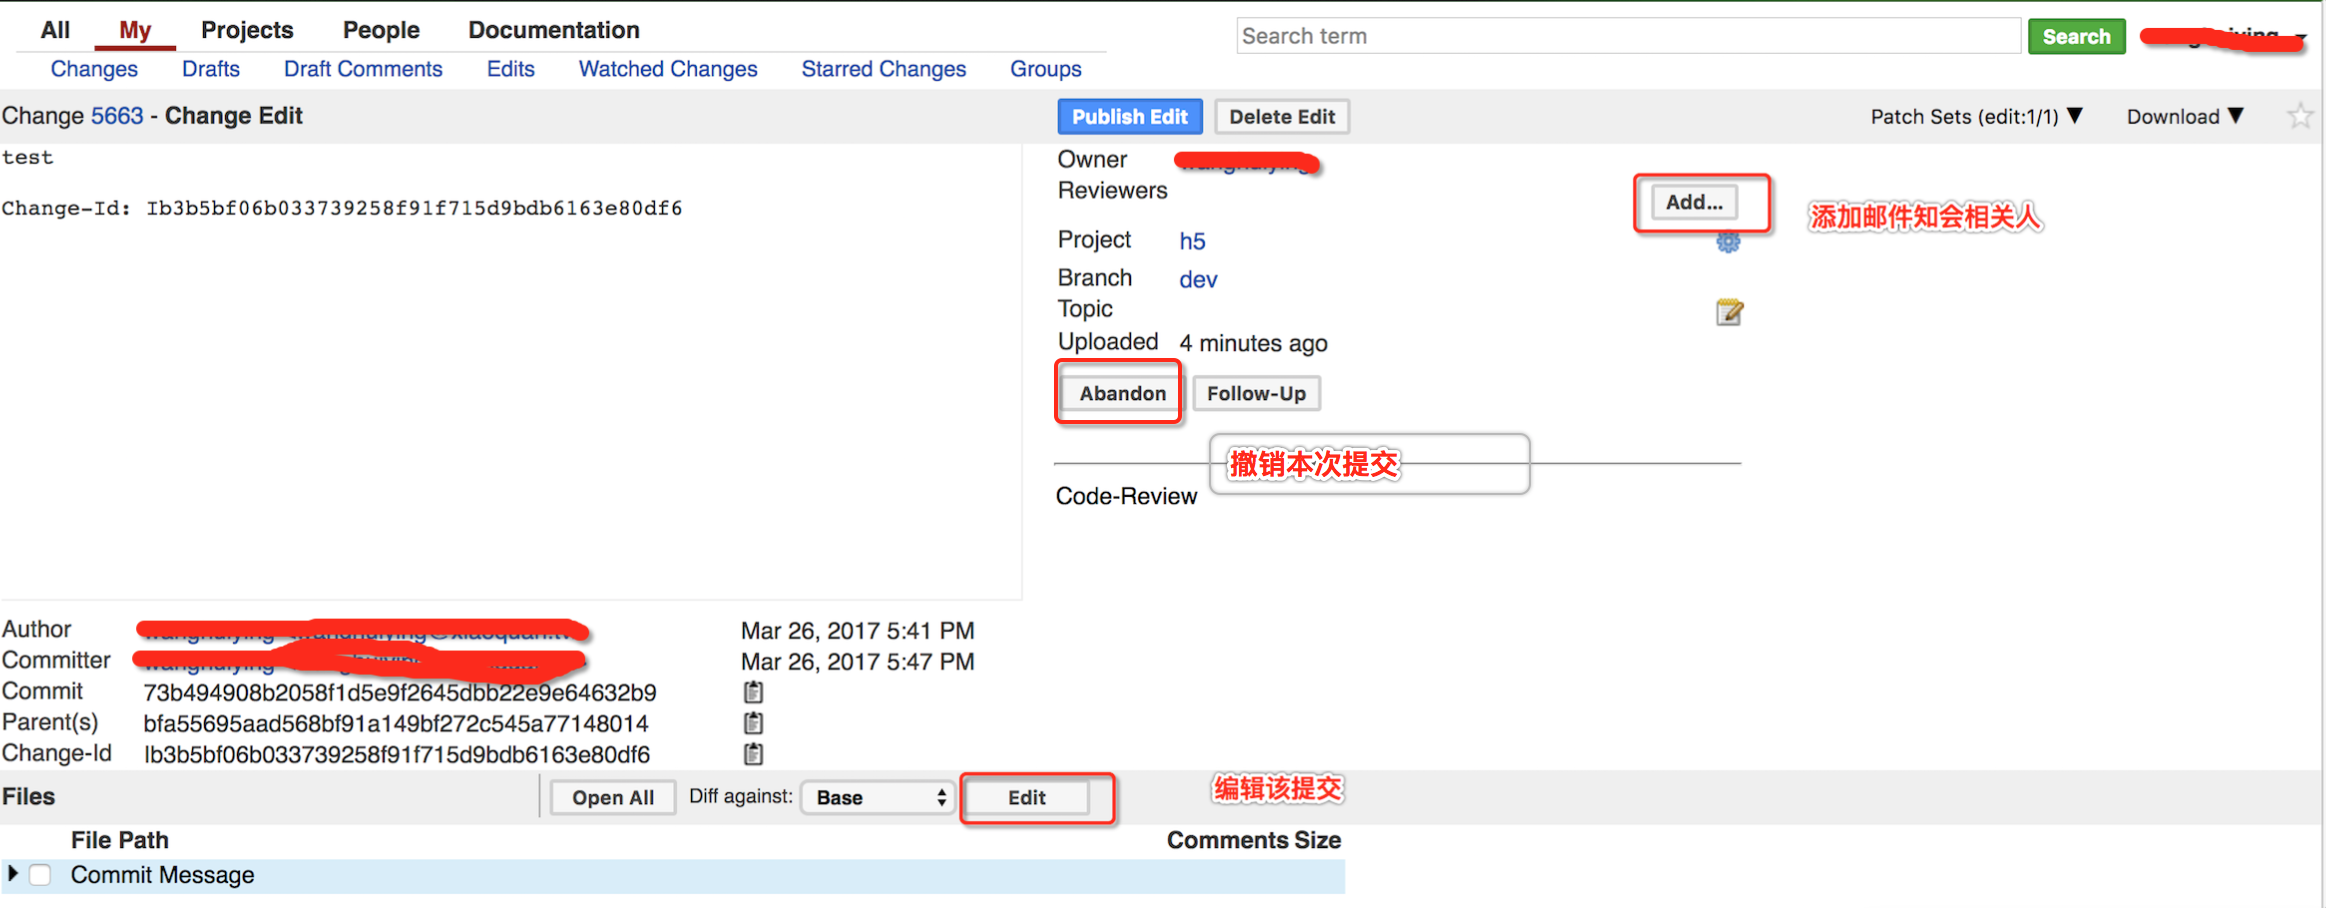 All My Projects People Documentation
Search term Search
Changes Drafts Draft Comments Edits Watched Changes Starred Changes Groups
Change 5663 - Change Edit
Publish Edit Delete Edit
Patch Sets (edit:1/1) ▼ Download ▼
test
Change-Id: Ib3b5bf06b033739258f91f715d9bdb6163e80df6
Owner
Reviewers
Add...
添加邮件知会相关人
Project h5
Branch dev
Topic
Uploaded 4 minutes ago
Abandon Follow-Up
撤销本次提交
Code-Review
Author Mar 26, 2017 5:41 PM
Committer Mar 26, 2017 5:47 PM
Commit 73b494908b2058f1d5e9f2645dbb22e9e64632b9
Parent(s) bfa55695aad568bf91a149bf272c545a77148014
Change-Id Ib3b5bf06b033739258f91f715d9bdb6163e80df6
Files Open All Diff against: Base Edit
编辑该提交
File Path Comments Size
Commit Message